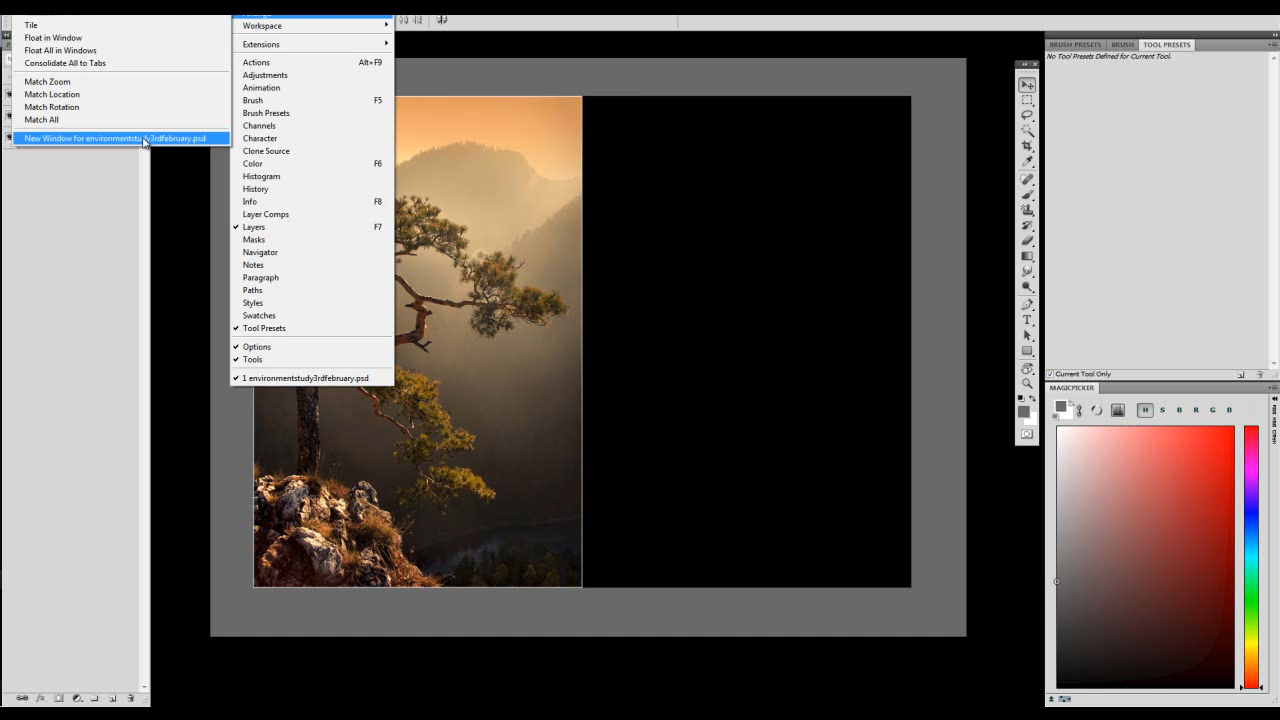 Tile
Float in Window
Float All in Windows
Consolidate All to Tabs
Match Zoom
Match Location
Match Rotation
Match All
New Window for environmentstudy3rdfebruary.psd
Workspace
Extensions
Actions Alt+F9
Adjustments
Animation
Brush F5
Brush Presets
Channels
Character
Clone Source
Color F6
Histogram
History
Info F8
Layer Comps
Layers F7
Masks
Navigator
Notes
Paragraph
Paths
Styles
Swatches
Tool Presets
Options
Tools
1 environmentstudy3rdfebruary.psd
BRUSH PRESETS BRUSH TOOL PRESETS
No Tool Presets Defined for Current Tool.
Current Tool Only
MAGICPICKER
H S B R G B